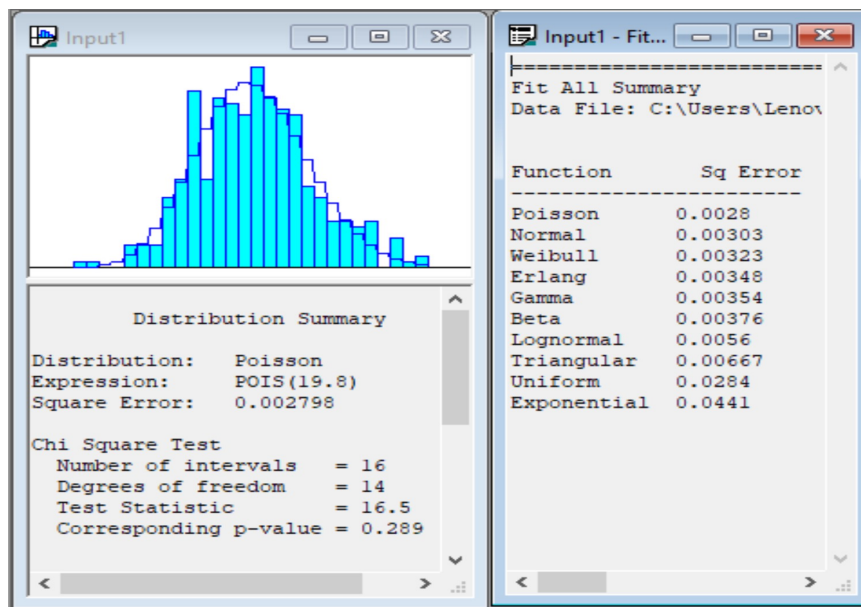 Input1
Distribution Summary
Distribution: Poisson
Expression: POIS(19.8)
Square Error: 0.002798
Chi Square Test
Number of intervals = 16
Degrees of freedom = 14
Test Statistic = 16.5
Corresponding p-value = 0.289
Input1 - Fit...
==========================
Fit All Summary
Data File: C:\Users\Lenov
Function Sq Error
-----------------------
Poisson 0.0028
Normal 0.00303
Weibull 0.00323
Erlang 0.00348
Gamma 0.00354
Beta 0.00376
Lognormal 0.0056
Triangular 0.00667
Uniform 0.0284
Exponential 0.0441